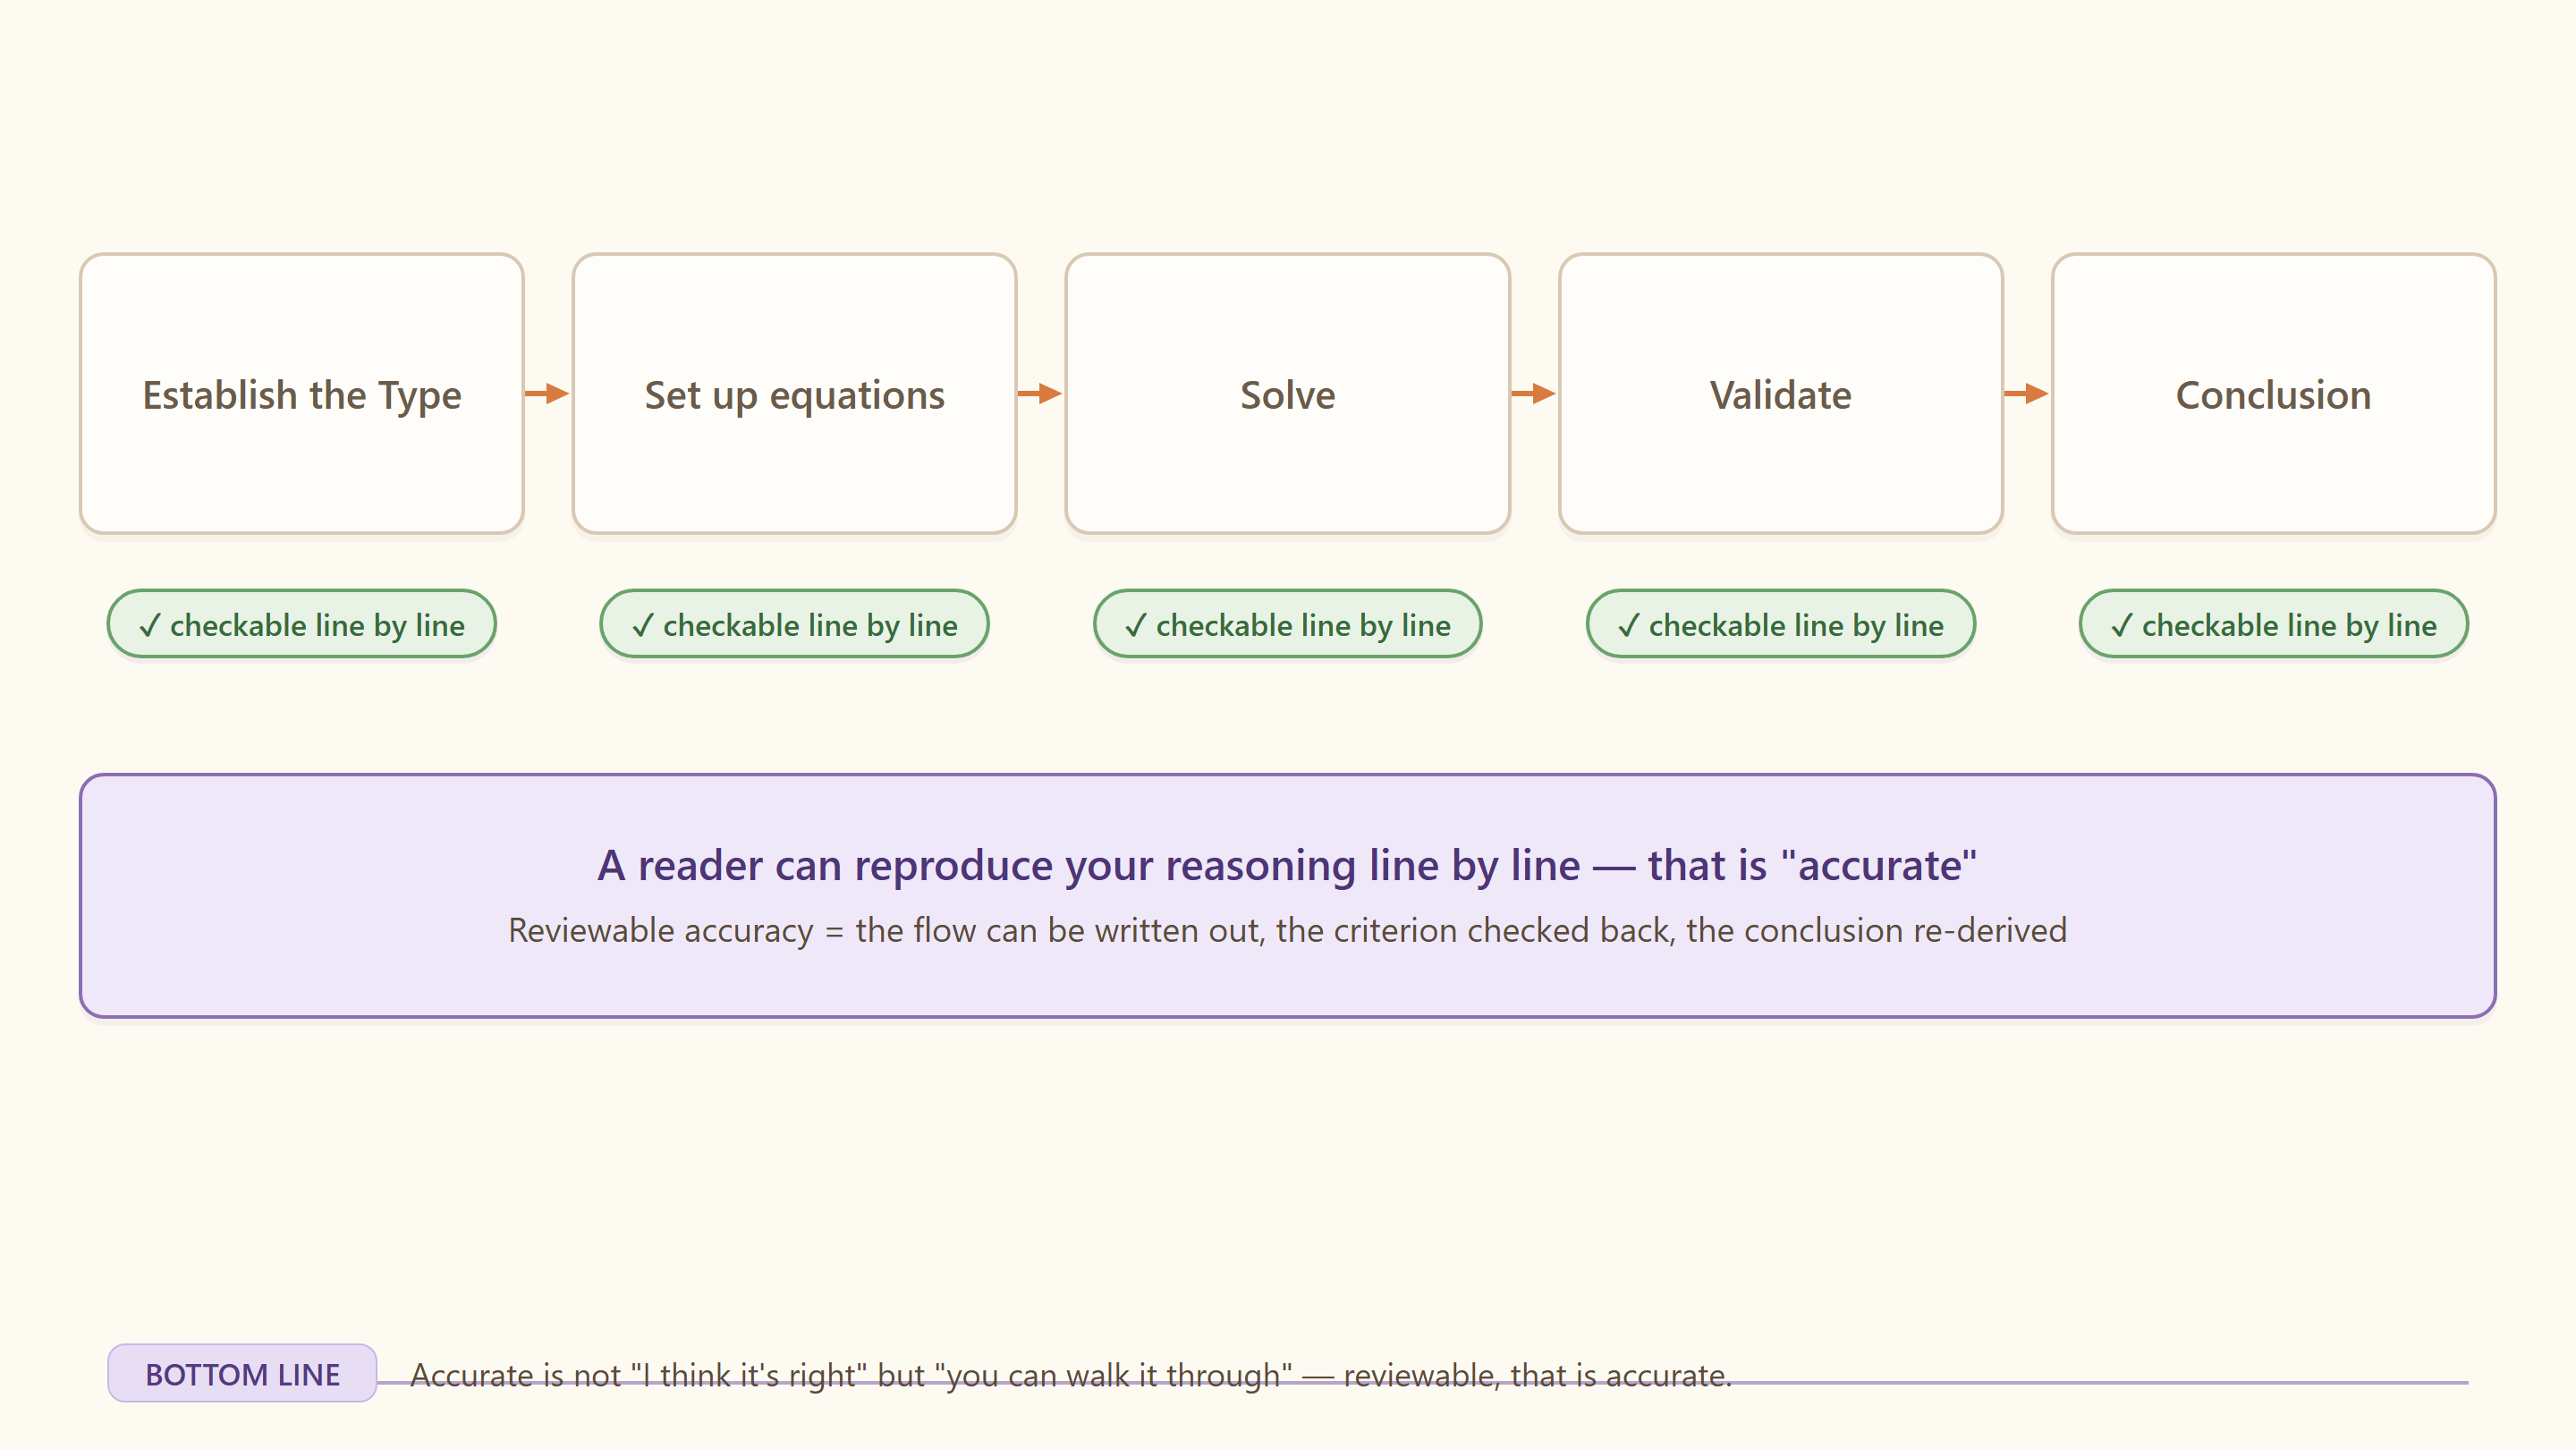 Establish the Type
Set up equations
Solve
Validate
Conclusion
✓ checkable line by line
✓ checkable line by line
✓ checkable line by line
✓ checkable line by line
✓ checkable line by line
A reader can reproduce your reasoning line by line — that is "accurate"
Reviewable accuracy = the flow can be written out, the criterion checked back, the conclusion re-derived
BOTTOM LINE
Accurate is not "I think it's right" but "you can walk it through" — reviewable, that is accurate.